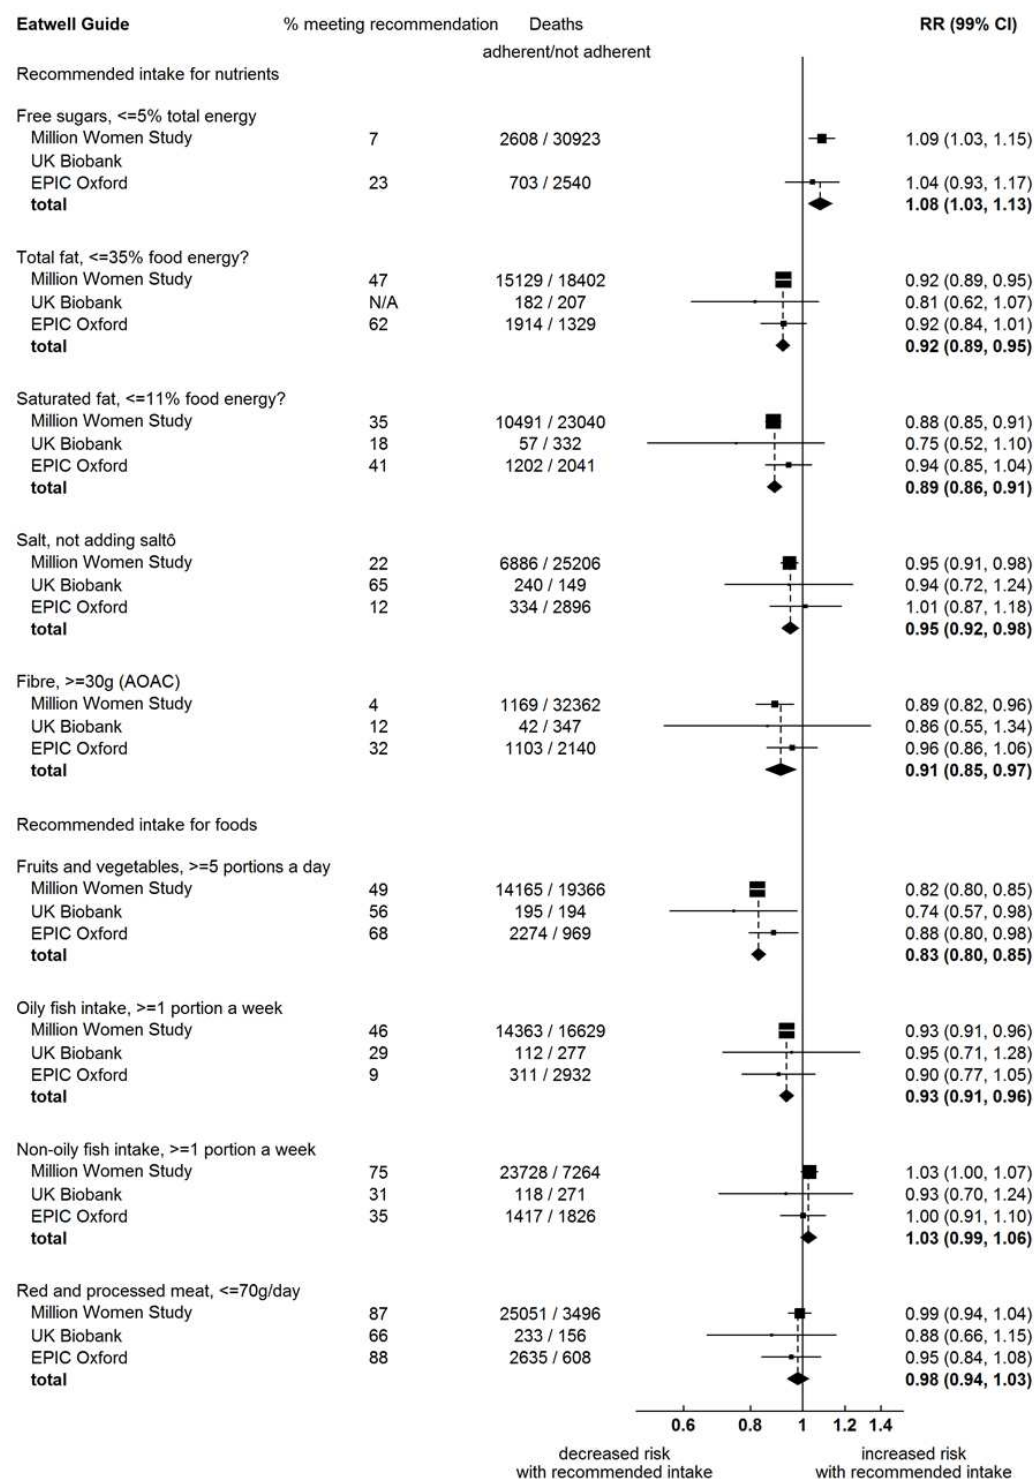 Eatwell Guide % meeting recommendation Deaths RR (99% CI)
adherent/not adherent
Recommended intake for nutrients
Free sugars, <=5% total energy
Million Women Study 7 2608 / 30923 1.09 (1.03, 1.15)
UK Biobank
EPIC Oxford 23 703 / 2540 1.04 (0.93, 1.17)
total 1.08 (1.03, 1.13)
Total fat, <=35% food energy?
Million Women Study 47 15129 / 18402 0.92 (0.89, 0.95)
UK Biobank N/A 182 / 207 0.81 (0.62, 1.07)
EPIC Oxford 62 1914 / 1329 0.92 (0.84, 1.01)
total 0.92 (0.89, 0.95)
Saturated fat, <=11% food energy?
Million Women Study 35 10491 / 23040 0.88 (0.85, 0.91)
UK Biobank 18 57 / 332 0.75 (0.52, 1.10)
EPIC Oxford 41 1202 / 2041 0.94 (0.85, 1.04)
total 0.89 (0.86, 0.91)
Salt, not adding saltô
Million Women Study 22 6886 / 25206 0.95 (0.91, 0.98)
UK Biobank 65 240 / 149 0.94 (0.72, 1.24)
EPIC Oxford 12 334 / 2896 1.01 (0.87, 1.18)
total 0.95 (0.92, 0.98)
Fibre, >=30g (AOAC)
Million Women Study 4 1169 / 32362 0.89 (0.82, 0.96)
UK Biobank 12 42 / 347 0.86 (0.55, 1.34)
EPIC Oxford 32 1103 / 2140 0.96 (0.86, 1.06)
total 0.91 (0.85, 0.97)
Recommended intake for foods
Fruits and vegetables, >=5 portions a day
Million Women Study 49 14165 / 19366 0.82 (0.80, 0.85)
UK Biobank 56 195 / 194 0.74 (0.57, 0.98)
EPIC Oxford 68 2274 / 969 0.88 (0.80, 0.98)
total 0.83 (0.80, 0.85)
Oily fish intake, >=1 portion a week
Million Women Study 46 14363 / 16629 0.93 (0.91, 0.96)
UK Biobank 29 112 / 277 0.95 (0.71, 1.28)
EPIC Oxford 9 311 / 2932 0.90 (0.77, 1.05)
total 0.93 (0.91, 0.96)
Non-oily fish intake, >=1 portion a week
Million Women Study 75 23728 / 7264 1.03 (1.00, 1.07)
UK Biobank 31 118 / 271 0.93 (0.70, 1.24)
EPIC Oxford 35 1417 / 1826 1.00 (0.91, 1.10)
total 1.03 (0.99, 1.06)
Red and processed meat, <=70g/day
Million Women Study 87 25051 / 3496 0.99 (0.94, 1.04)
UK Biobank 66 233 / 156 0.88 (0.66, 1.15)
EPIC Oxford 88 2635 / 608 0.95 (0.84, 1.08)
total 0.98 (0.94, 1.03)
0.6 0.8 1 1.2 1.4
decreased risk increased risk
with recommended intake with recommended intake